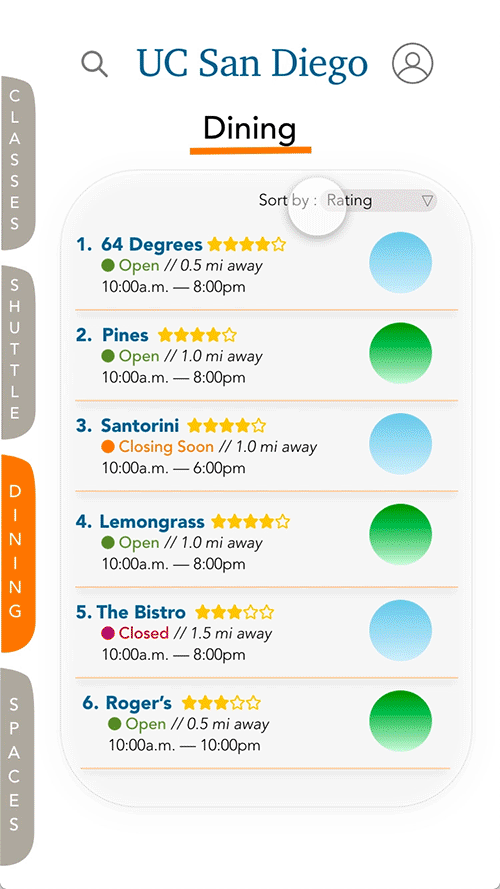 UC San Diego
Dining
Sort by : Rating
1. 64 Degrees
Open // 0.5 mi away
10:00a.m. — 8:00pm
2. Pines
Open // 1.0 mi away
10:00a.m. — 8:00pm
3. Santorini
Closing Soon // 1.0 mi away
10:00a.m. — 6:00pm
4. Lemongrass
Open // 1.0 mi away
10:00a.m. — 8:00pm
5. The Bistro
Closed // 1.5 mi away
10:00a.m. — 8:00pm
6. Roger's
Open // 0.5 mi away
10:00a.m. — 10:00pm
CLASSES
SHUTTLE
DINING
SPACES